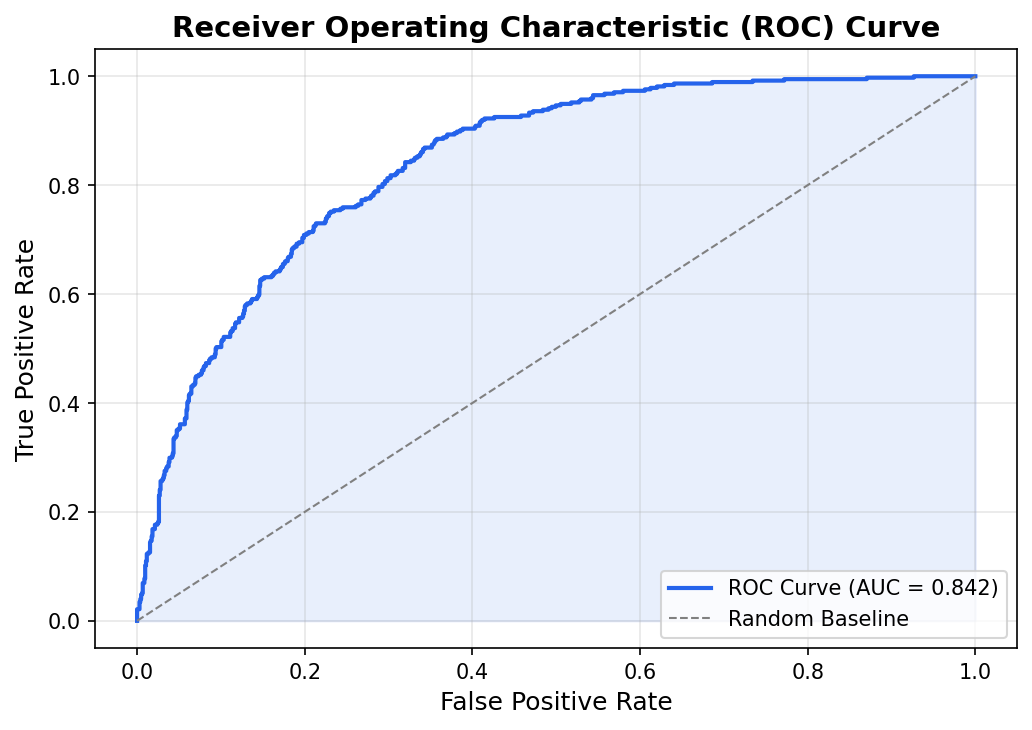 Receiver Operating Characteristic (ROC) Curve
True Positive Rate
1.0
0.8
0.6
0.4
0.2
0.0
ROC Curve (AUC = 0.842)
Random Baseline
0.0 0.2 0.4 0.6 0.8 1.0
False Positive Rate